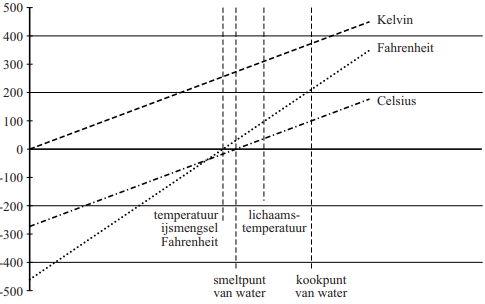 500
400
300
200
100
0
-100
-200
-300
-400
-500
Kelvin
Fahrenheit
Celsius
temperatuur
ijsmengsel
Fahrenheit
lichaams-
temperatuur
smeltpunt
van water
kookpunt
van water